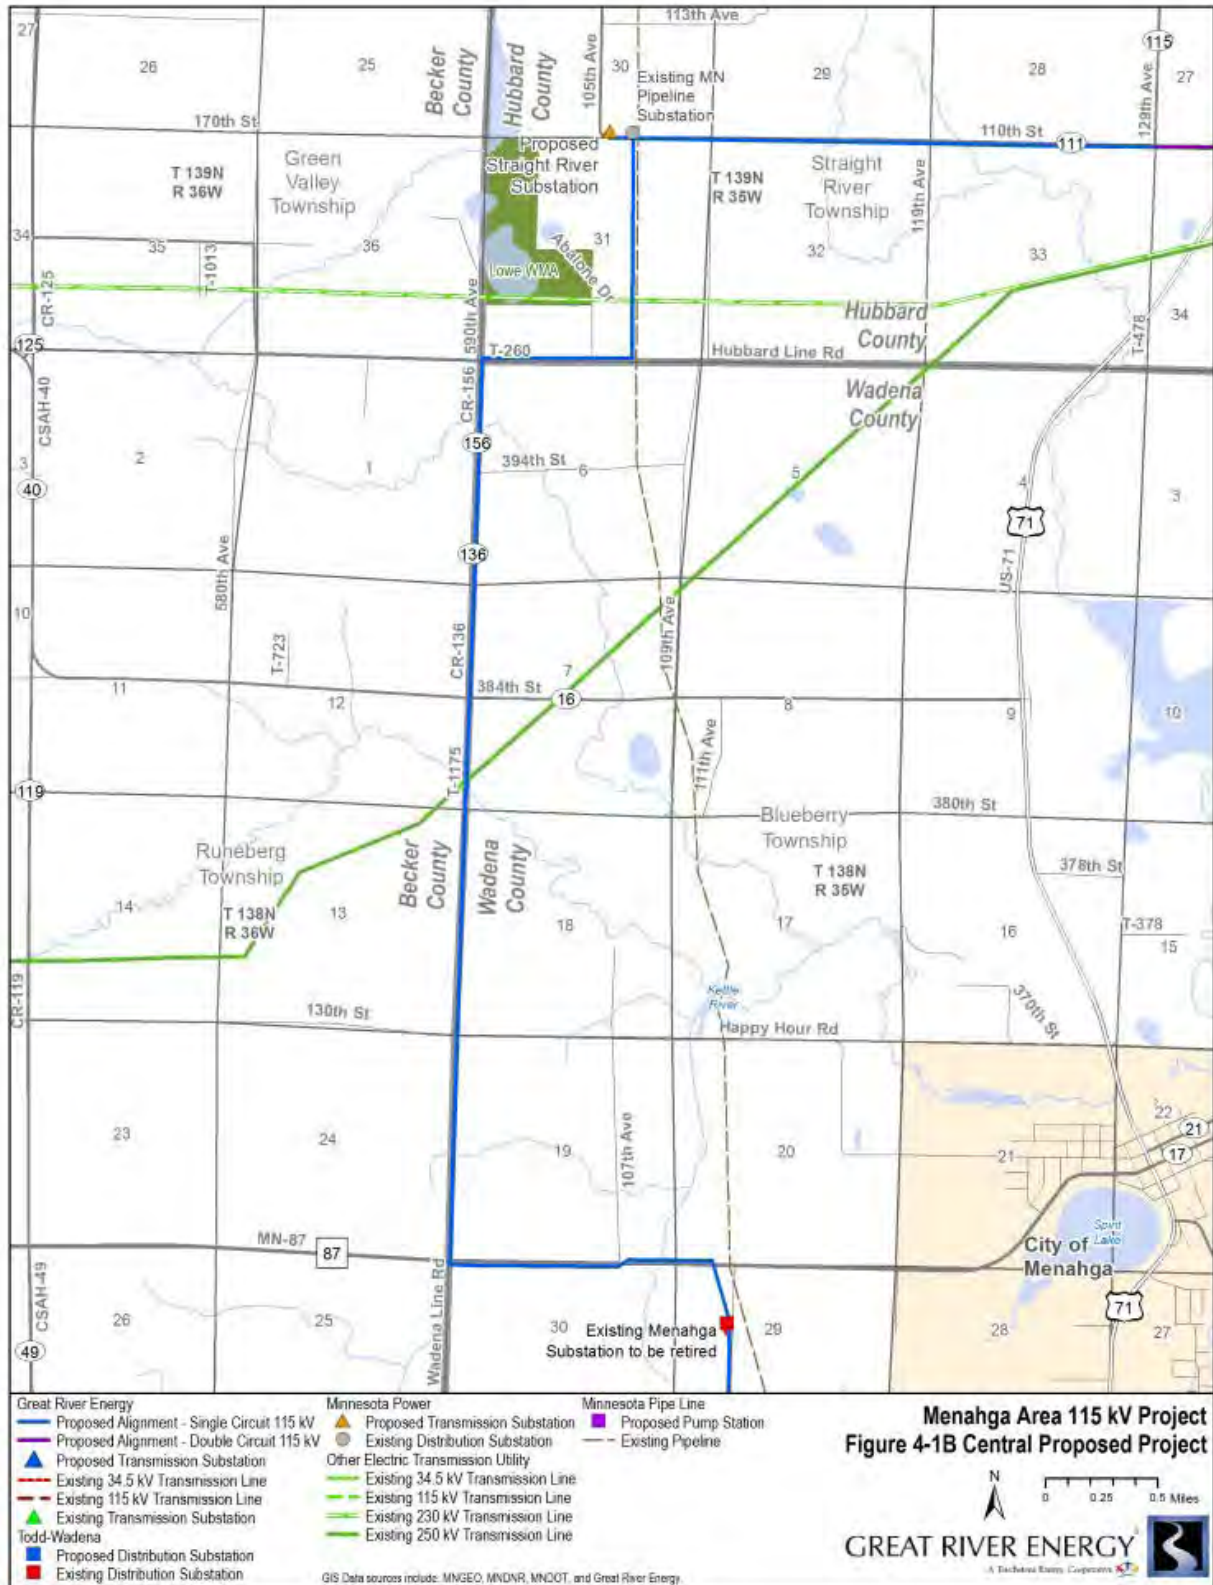 113th Ave
115
27
26
25
Becker
County
Hubbard
County
105th Ave
30
29
28
129th Ave
27
Existing MN
Pipeline
Substation
170th St
110th St
111
Proposed
Straight River
Substation
Green
Valley
Township
T 139N
R 36W
T 139N
R 35W
Straight
River
Township
119th Ave
34
35
T-1013
36
31
Abalone Dr
32
33
Lowe WMA
CR-125
590th Ave
34
T-478
Hubbard
County
125
T-260
Hubbard Line Rd
Wadena
County
CSAH-40
CR-156
156
2
1
394th St
6
5
4
3
3
40
71
136
580th Ave
US-71
10
T-723
CR-136
109th Ave
11
12
384th St
7
16
8
9
10
T-1175
111th Ave
119
380th St
Blueberry
Township
Runeberg
Township
Becker
County
Wadena
County
T 138N
R 35W
378th St
14
T 138N
R 36W
13
18
17
16
T-378
15
CR-119
Kettle
River
370th St
130th St
Happy Hour Rd
23
24
19
107th Ave
20
21
22
21
17
MN-87
87
Spirit
Lake
City of
Menahga
CSAH-49
Wadena Line Rd
26
25
30
Existing Menahga
Substation to be retired
29
28
71
27
49
Great River Energy
Proposed Alignment - Single Circuit 115 kV
Proposed Alignment - Double Circuit 115 kV
Proposed Transmission Substation
Existing 34.5 kV Transmission Line
Existing 115 kV Transmission Line
Existing Transmission Substation
Todd-Wadena
Proposed Distribution Substation
Existing Distribution Substation
Minnesota Power
Proposed Transmission Substation
Existing Distribution Substation
Other Electric Transmission Utility
Existing 34.5 kV Transmission Line
Existing 115 kV Transmission Line
Existing 230 kV Transmission Line
Existing 250 kV Transmission Line
Minnesota Pipe Line
Proposed Pump Station
Existing Pipeline
GIS Data sources include: MNGEO, MNDNR, MNDOT, and Great River Energy.
Menahga Area 115 kV Project
Figure 4-1B Central Proposed Project
N
0 0.25 0.5 Miles
GREAT RIVER ENERGY
A Touchstone Energy Cooperative